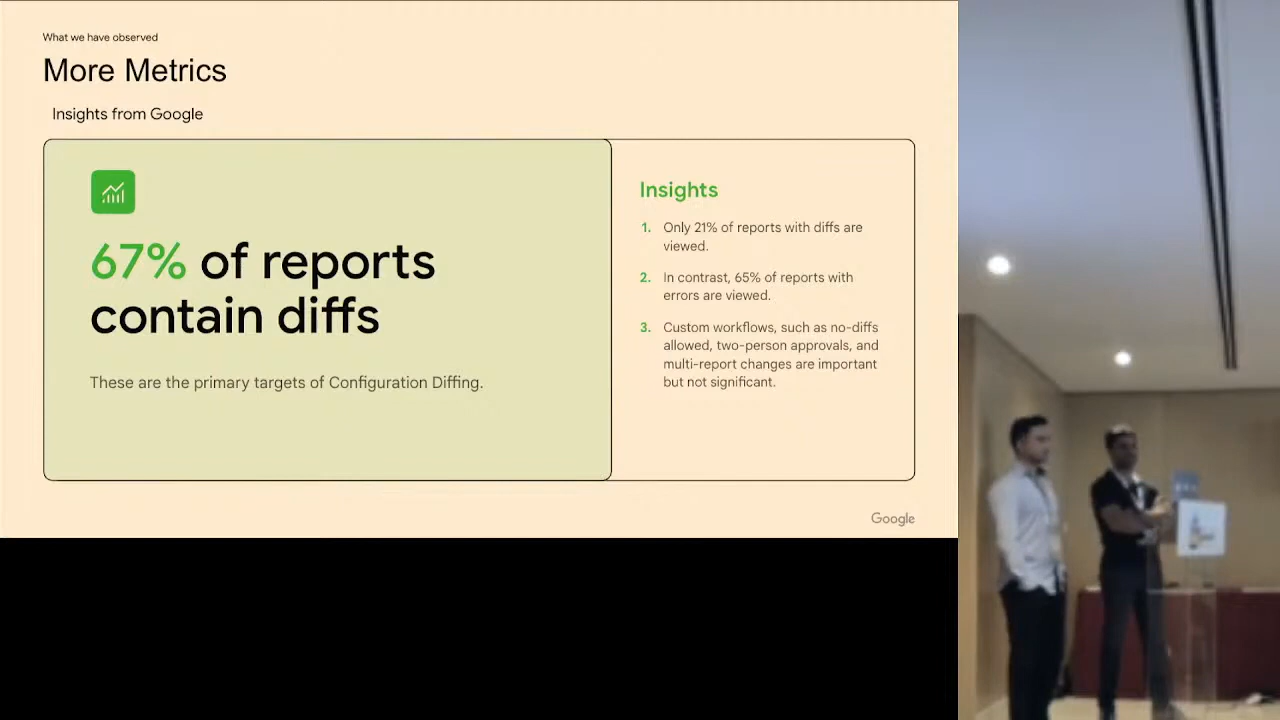 What we have observed
More Metrics
Insights from Google
67% of reports
contain diffs
These are the primary targets of Configuration Diffing.
Insights
1. Only 21% of reports with diffs are
viewed.
2. In contrast, 65% of reports with
errors are viewed.
3. Custom workflows, such as no-diffs
allowed, two-person approvals, and
multi-report changes are important
but not significant.
Google